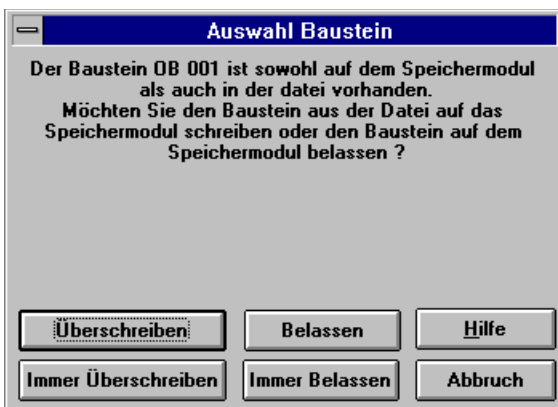 Auswahl Baustein
Der Baustein OB 001 ist sowohl auf dem Speichermodul
als auch in der datei vorhanden.
Möchten Sie den Baustein aus der Datei auf das
Speichermodul schreiben oder den Baustein auf dem
Speichermodul belassen ?
Überschreiben
Belassen
Hilfe
Immer Überschreiben
Immer Belassen
Abbruch